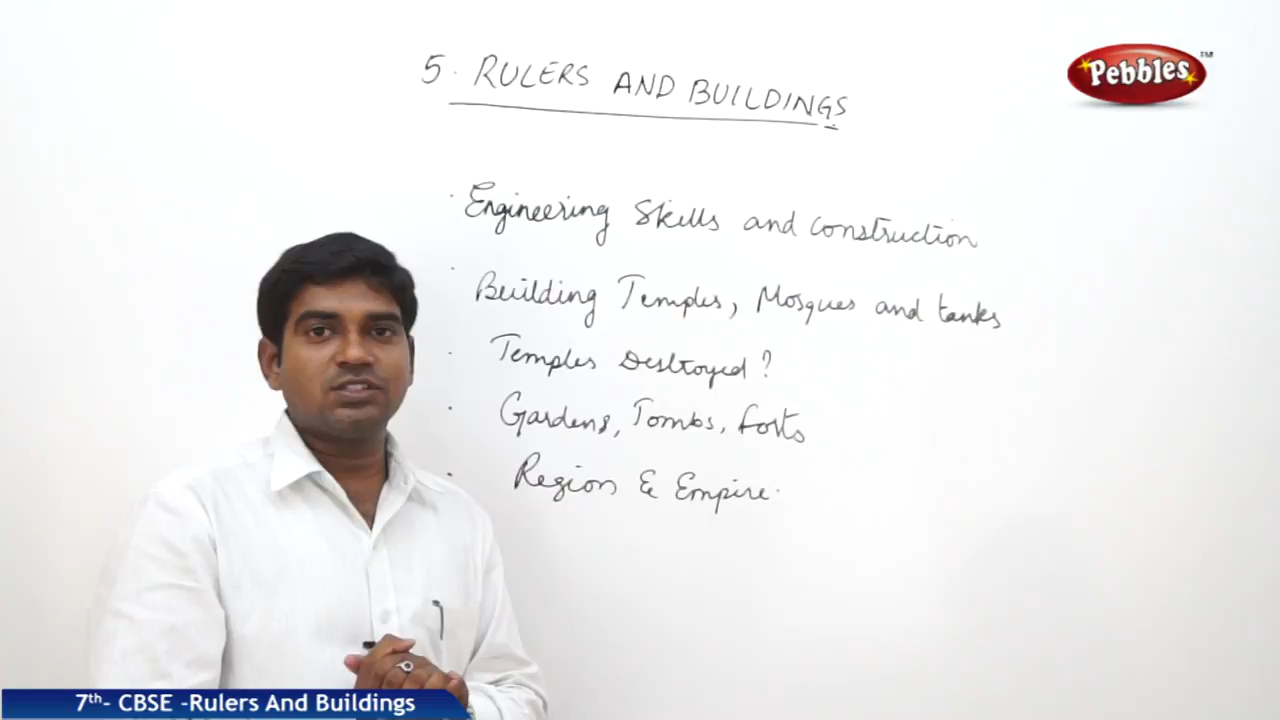 5. RULERS AND BUILDINGS
Pebbles™
· Engineering Skills and construction
· Building Temples, Mosques and tanks
· Temples Destroyed?
· Gardens, Tombs, forts
· Region & Empire.
7th- CBSE -Rulers And Buildings